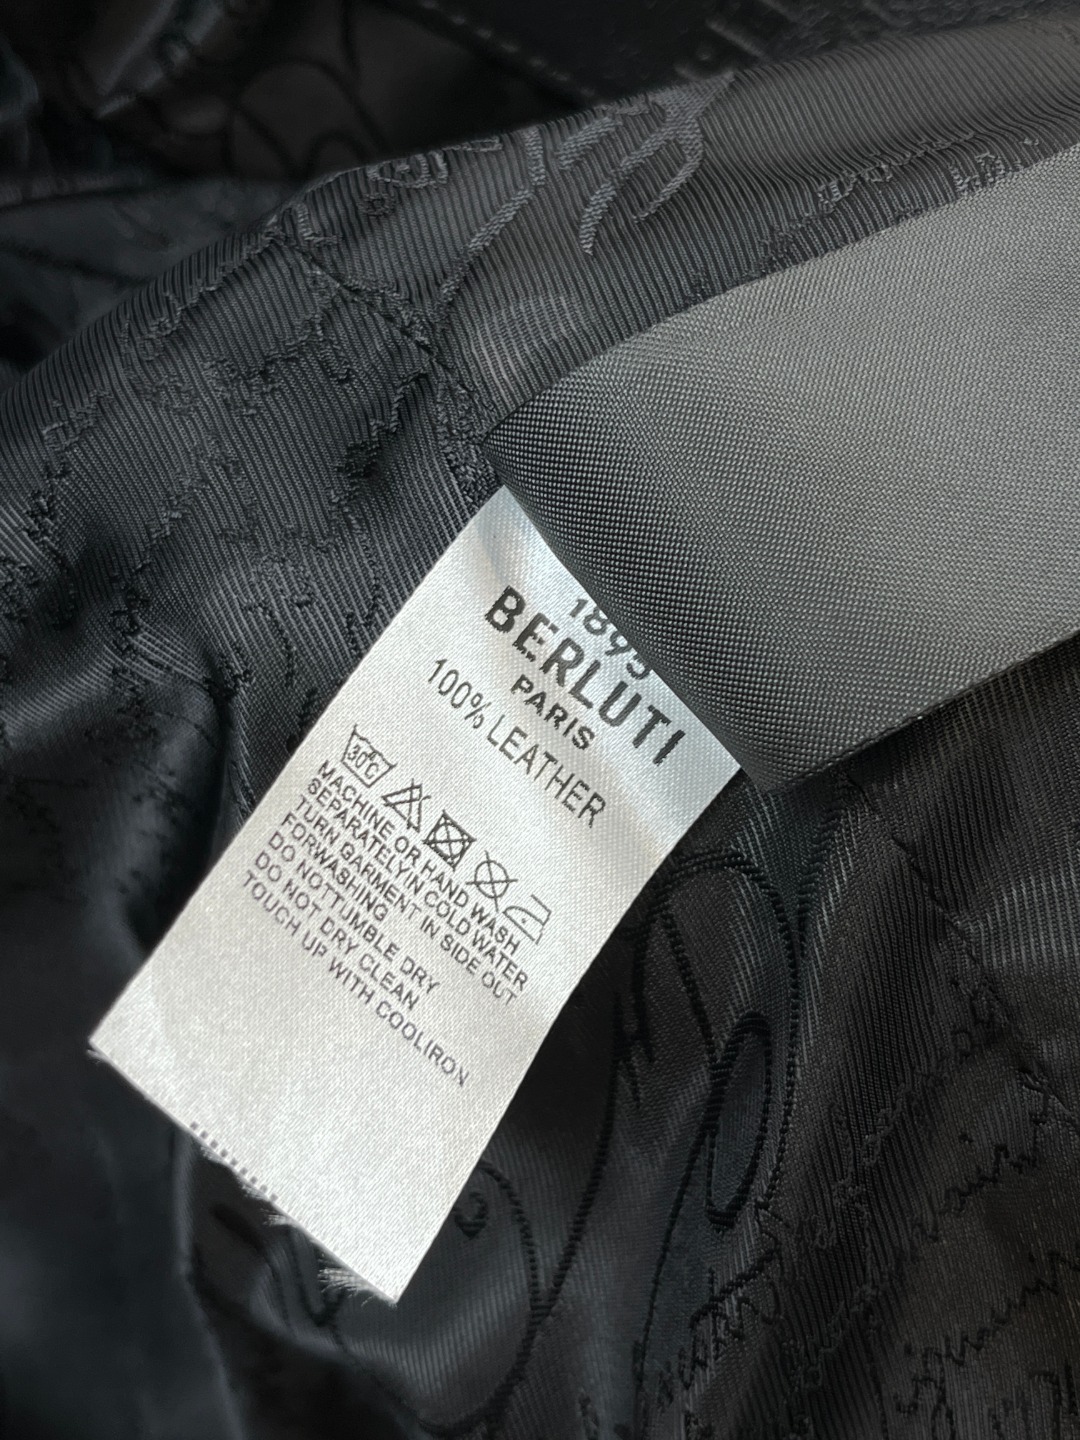 1895
BERLUTI
PARIS
100% LEATHER
30℃
MACHINE OR HAND WASH
SEPARATELYIN COLD WATER
TURN GARMENT IN SIDE OUT
FORWASHING
DO NOTTUMBLE DRY
DO NOT DRY CLEAN
TOUCH UP WITH COOLIRON